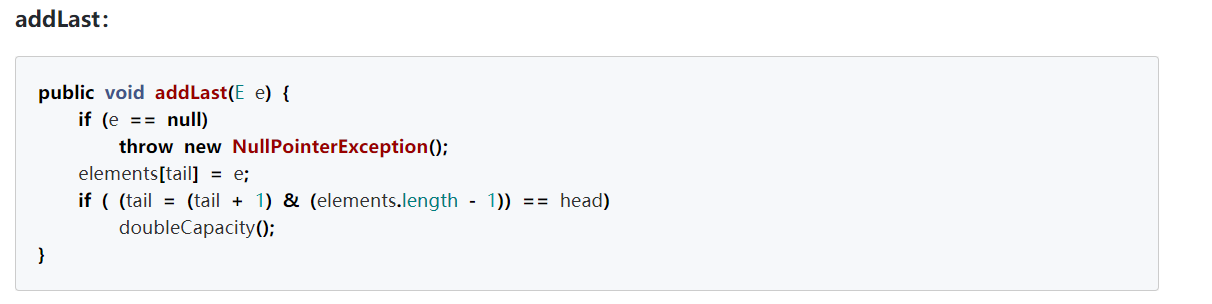 addLast:
public void addLast(E e) {
    if (e == null)
        throw new NullPointerException();
    elements[tail] = e;
    if ( (tail = (tail + 1) & (elements.length - 1)) == head)
        doubleCapacity();
}